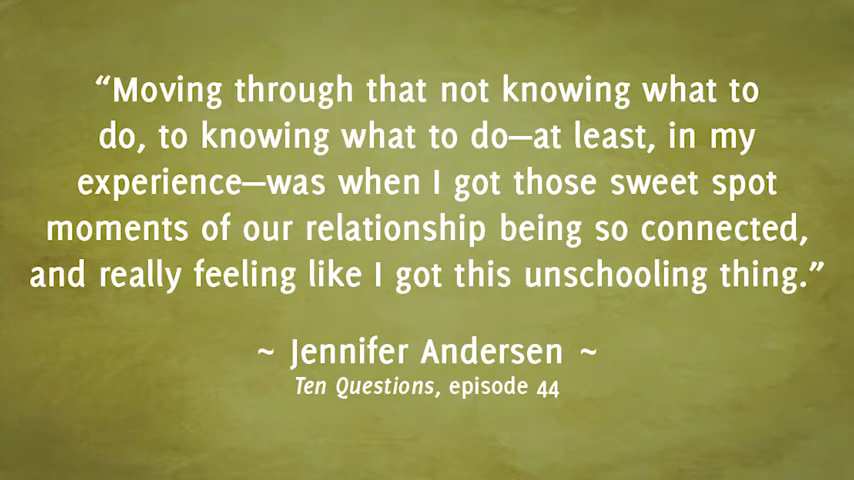 “Moving through that not knowing what to
do, to knowing what to do—at least, in my
experience—was when I got those sweet spot
moments of our relationship being so connected,
and really feeling like I got this unschooling thing.”
~ Jennifer Andersen ~
Ten Questions, episode 44